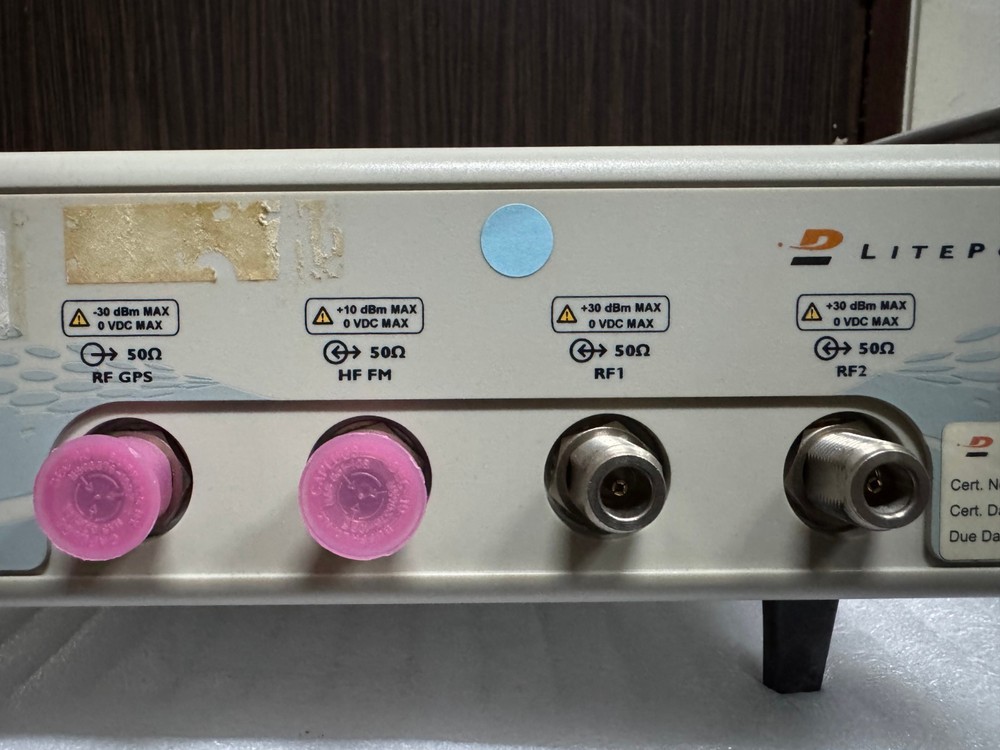 LITEP
-30 dBm MAX
0 VDC MAX
50Ω
RF GPS
+10 dBm MAX
0 VDC MAX
50Ω
HF FM
+30 dBm MAX
0 VDC MAX
50Ω
RF1
+30 dBm MAX
0 VDC MAX
50Ω
RF2
Cert. N
Cert. Da
Due Da